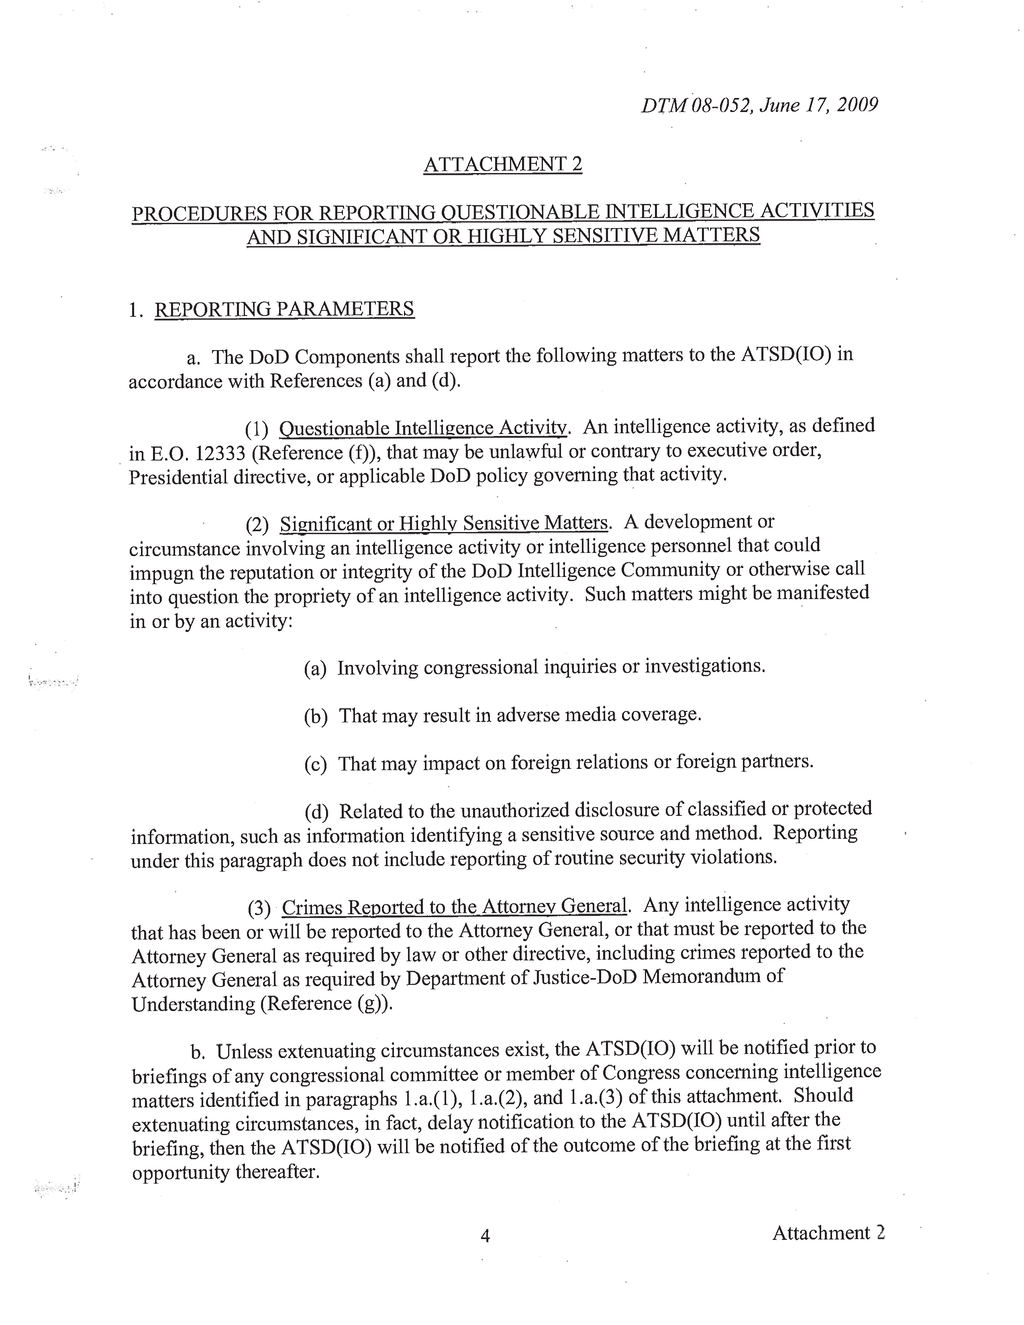 DTM 08-052, June 17, 2009
ATTACHMENT 2
PROCEDURES FOR REPORTING QUESTIONABLE INTELLIGENCE ACTIVITIES
AND SIGNIFICANT OR HIGHLY SENSITIVE MATTERS
1. REPORTING PARAMETERS
a. The DoD Components shall report the following matters to the ATSD(IO) in
accordance with References (a) and (d).
(1) Questionable Intelligence Activity. An intelligence activity, as defined
in E.O. 12333 (Reference (f)), that may be unlawful or contrary to executive order,
Presidential directive, or applicable DoD policy governing that activity.
(2) Significant or Highly Sensitive Matters. A development or
circumstance involving an intelligence activity or intelligence personnel that could
impugn the reputation or integrity of the DoD Intelligence Community or otherwise call
into question the propriety of an intelligence activity. Such matters might be manifested
in or by an activity:
(a) Involving congressional inquiries or investigations.
(b) That may result in adverse media coverage.
(c) That may impact on foreign relations or foreign partners.
(d) Related to the unauthorized disclosure of classified or protected
information, such as information identifying a sensitive source and method. Reporting
under this paragraph does not include reporting of routine security violations.
(3) Crimes Reported to the Attorney General. Any intelligence activity
that has been or will be reported to the Attorney General, or that must be reported to the
Attorney General as required by law or other directive, including crimes reported to the
Attorney General as required by Department of Justice-DoD Memorandum of
Understanding (Reference (g)).
b. Unless extenuating circumstances exist, the ATSD(IO) will be notified prior to
briefings of any congressional committee or member of Congress concerning intelligence
matters identified in paragraphs 1.a.(1), 1.a.(2), and 1.a.(3) of this attachment. Should
extenuating circumstances, in fact, delay notification to the ATSD(IO) until after the
briefing, then the ATSD(IO) will be notified of the outcome of the briefing at the first
opportunity thereafter.
4
Attachment 2